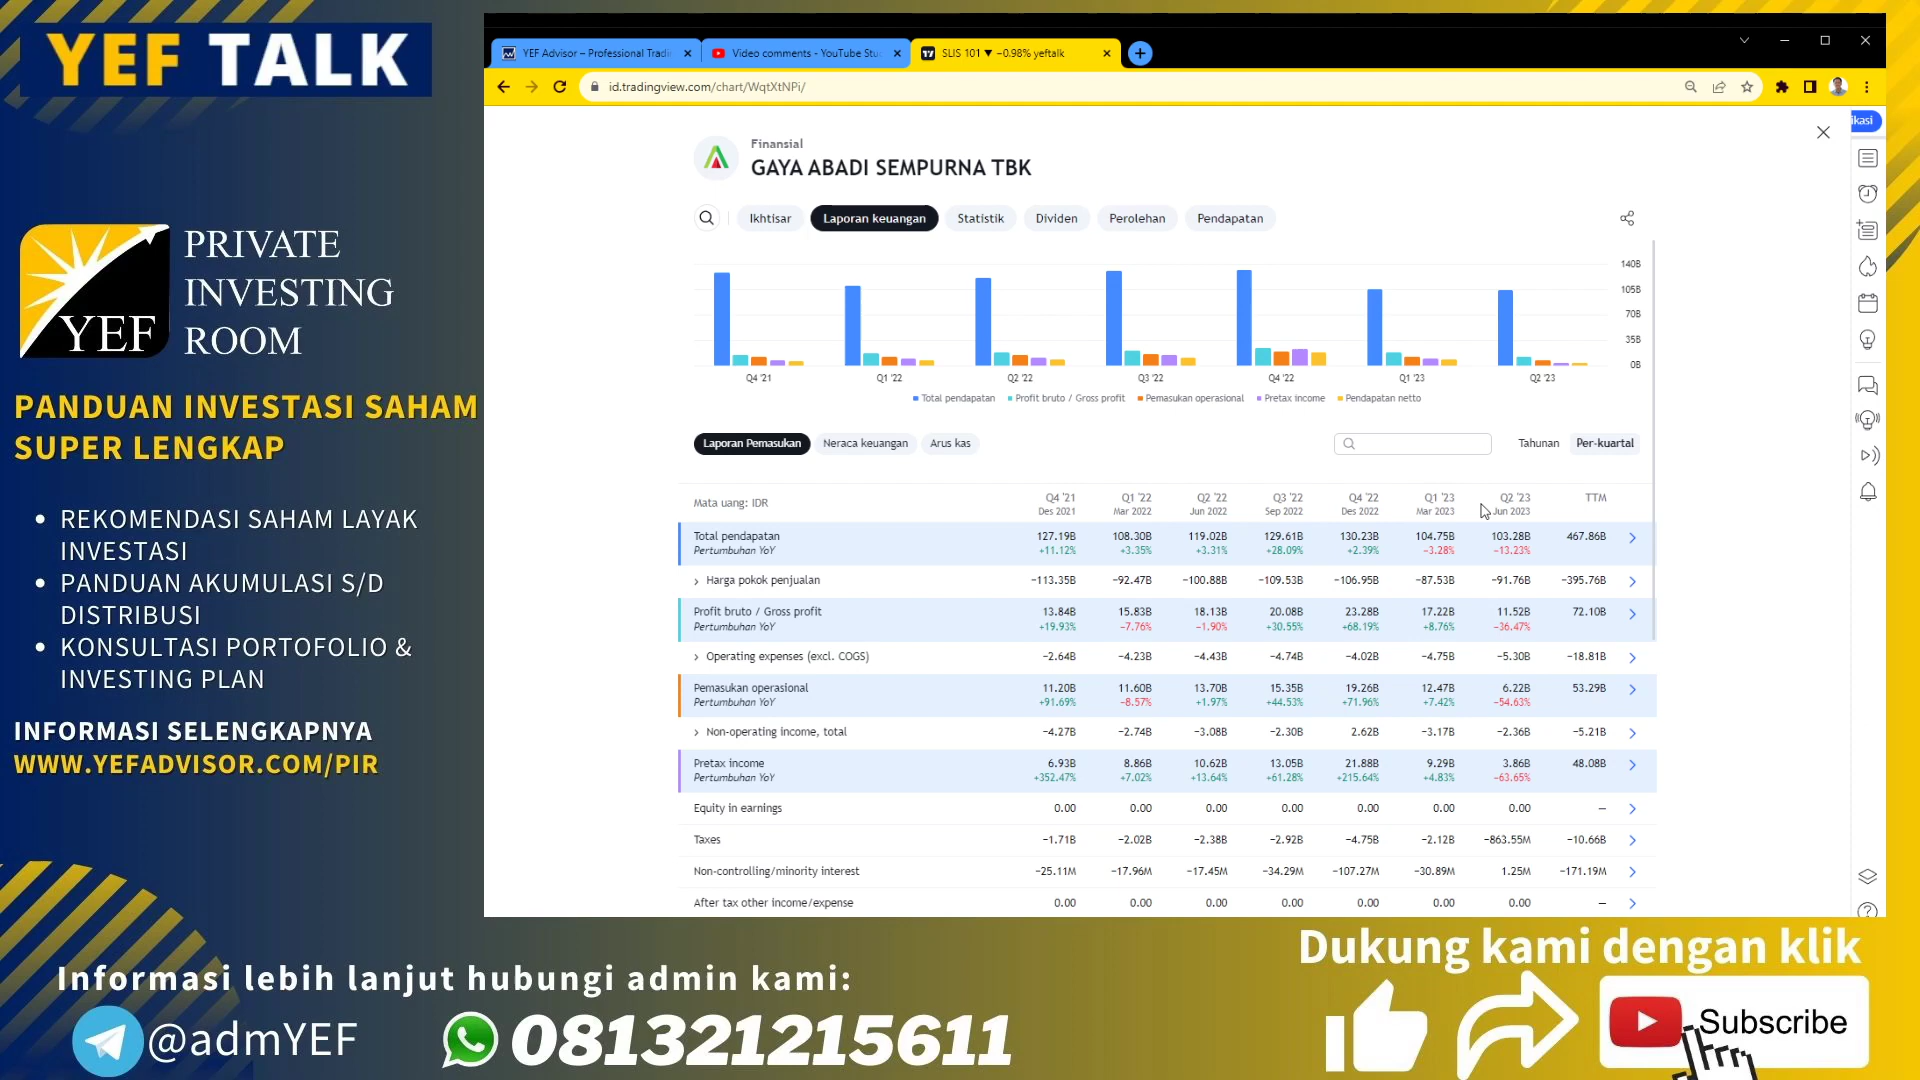 YEF TALK
YEF
PRIVATE
INVESTING
ROOM
PANDUAN INVESTASI SAHAM
SUPER LENGKAP
• REKOMENDASI SAHAM LAYAK
INVESTASI
• PANDUAN AKUMULASI S/D
DISTRIBUSI
• KONSULTASI PORTOFOLIO &
INVESTING PLAN
INFORMASI SELENGKAPNYA
WWW.YEFADVISOR.COM/PIR
YEF Advisor – Professional Tradi
Video comments - YouTube Stu
SLIS 101 ▼ −0.98% yeftalk
id.tradingview.com/chart/WqtXtNPi/
ikasi
Finansial
GAYA ABADI SEMPURNA TBK
Ikhtisar Laporan keuangan Statistik Dividen Perolehan Pendapatan
140B
105B
70B
35B
0B
Q4 '21 Q1 '22 Q2 '22 Q3 '22 Q4 '22 Q1 '23 Q2 '23
Total pendapatan Profit bruto / Gross profit Pemasukan operasional Pretax income Pendapatan netto
Laporan Pemasukan Neraca keuangan Arus kas Tahunan Per-kuartal
Mata uang: IDR Q4 '21 Q1 '22 Q2 '22 Q3 '22 Q4 '22 Q1 '23 Q2 '23 TTM
Des 2021 Mar 2022 Jun 2022 Sep 2022 Des 2022 Mar 2023 Jun 2023
Total pendapatan 127.19B 108.30B 119.02B 129.61B 130.23B 104.75B 103.28B 467.86B
Pertumbuhan YoY +11.12% +3.35% +3.31% +28.09% +2.39% −3.28% −13.23%
Harga pokok penjualan −113.35B −92.47B −100.88B −109.53B −106.95B −87.53B −91.76B −395.76B
Profit bruto / Gross profit 13.84B 15.83B 18.13B 20.08B 23.28B 17.22B 11.52B 72.10B
Pertumbuhan YoY +19.93% −7.76% −1.90% +30.55% +68.19% +8.76% −36.47%
Operating expenses (excl. COGS) −2.64B −4.23B −4.43B −4.74B −4.02B −4.75B −5.30B −18.81B
Pemasukan operasional 11.20B 11.60B 13.70B 15.35B 19.26B 12.47B 6.22B 53.29B
Pertumbuhan YoY +91.69% −8.57% +1.97% +44.53% +71.96% +7.42% −54.63%
Non-operating income, total −4.27B −2.74B −3.08B −2.30B 2.62B −3.17B −2.36B −5.21B
Pretax income 6.93B 8.86B 10.62B 13.05B 21.88B 9.29B 3.86B 48.08B
Pertumbuhan YoY +352.47% +7.02% +13.64% +61.28% +215.64% +4.83% −63.65%
Equity in earnings 0.00 0.00 0.00 0.00 0.00 0.00 0.00 —
Taxes −1.71B −2.02B −2.38B −2.92B −4.75B −2.12B −863.55M −10.66B
Non-controlling/minority interest −25.11M −17.96M −17.45M −34.29M −107.27M −30.89M 1.25M −171.19M
After tax other income/expense 0.00 0.00 0.00 0.00 0.00 0.00 0.00 —
Informasi lebih lanjut hubungi admin kami:
@admYEF 081321215611
Dukung kami dengan klik
Subscribe